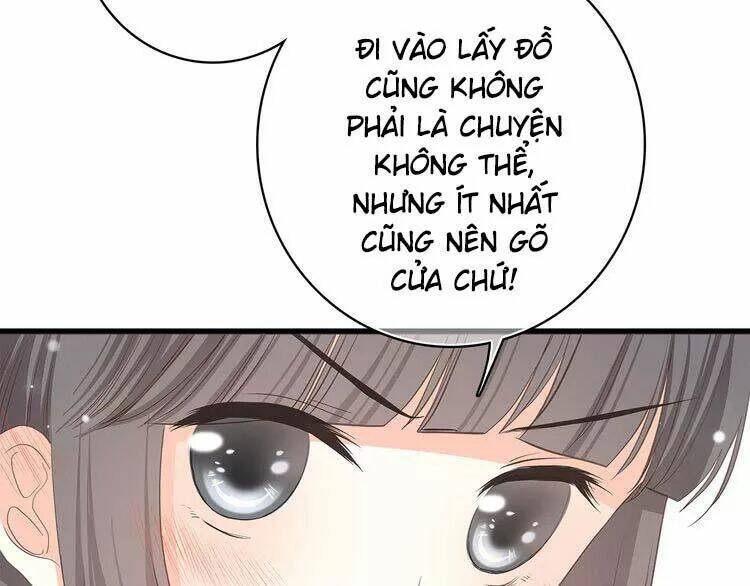 ĐI VÀO LẤY ĐỒ
CŨNG KHÔNG
PHẢI LÀ CHUYỆN
KHÔNG THỂ,
NHƯNG ÍT NHẤT
CŨNG NÊN GÕ
CỬA CHỨ!